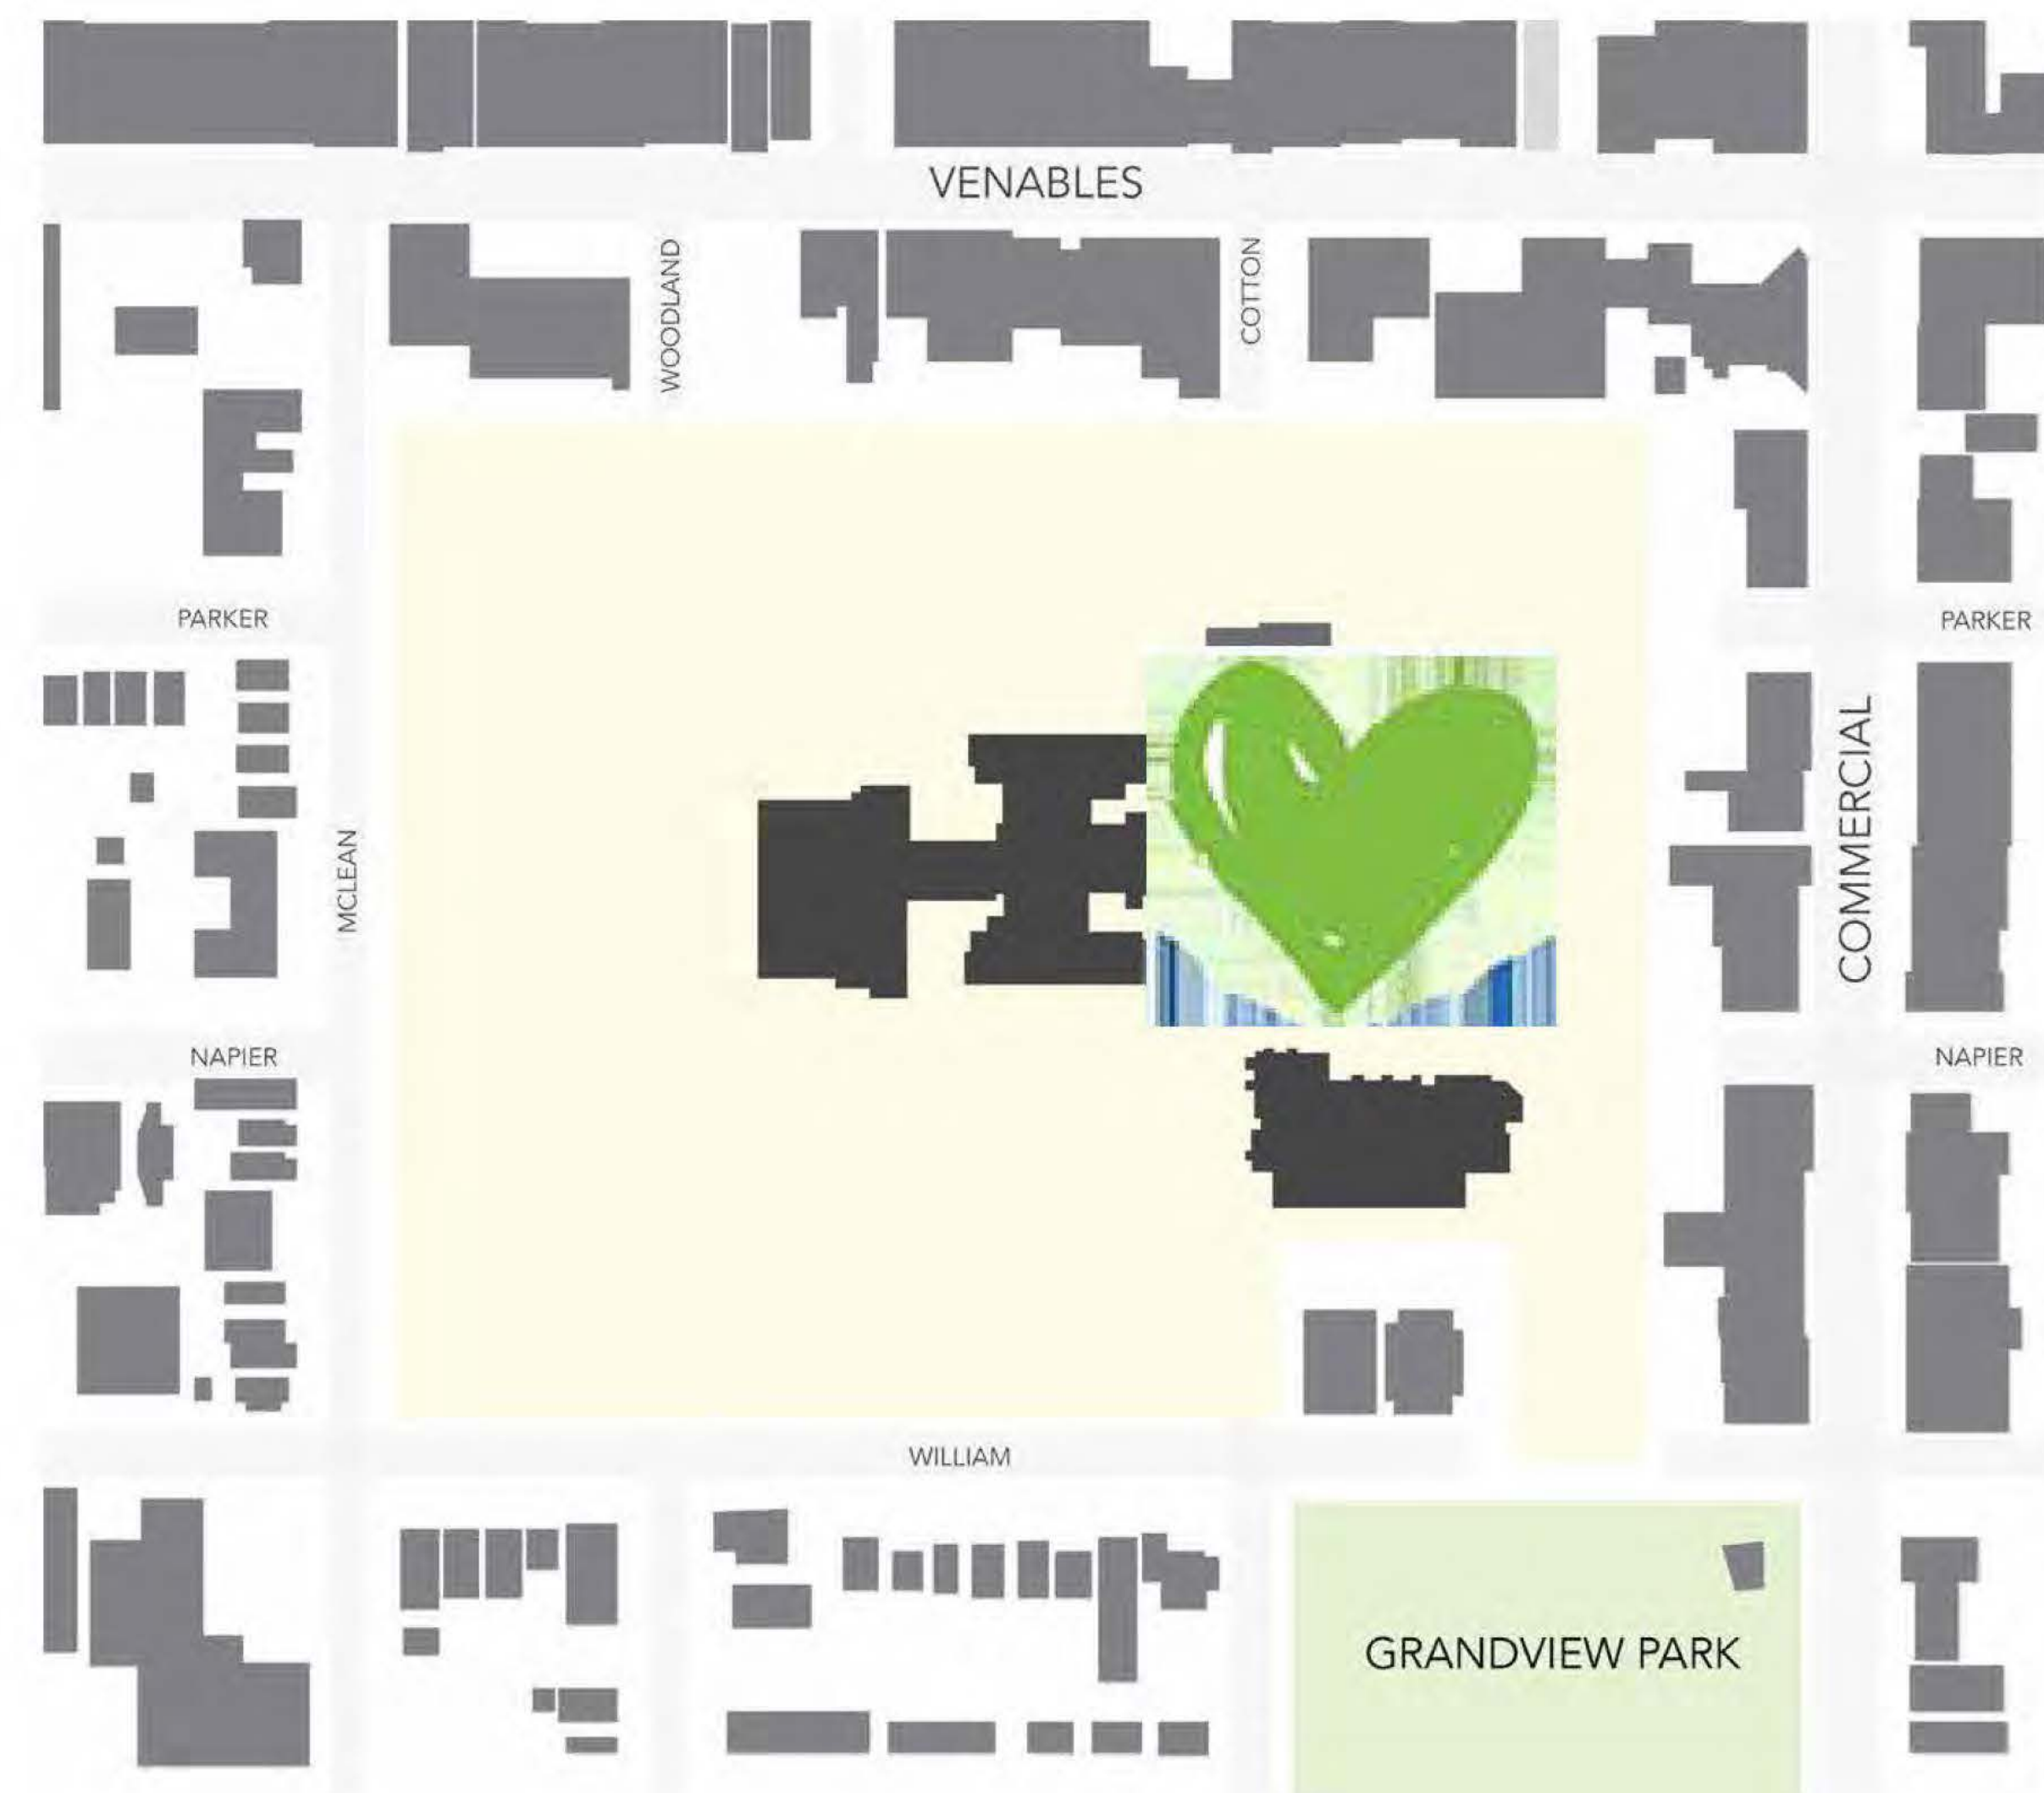 VENABLES
WOODLAND
COTTON
PARKER
PARKER
MCLEAN
COMMERCIAL
NAPIER
NAPIER
WILLIAM
GRANDVIEW PARK